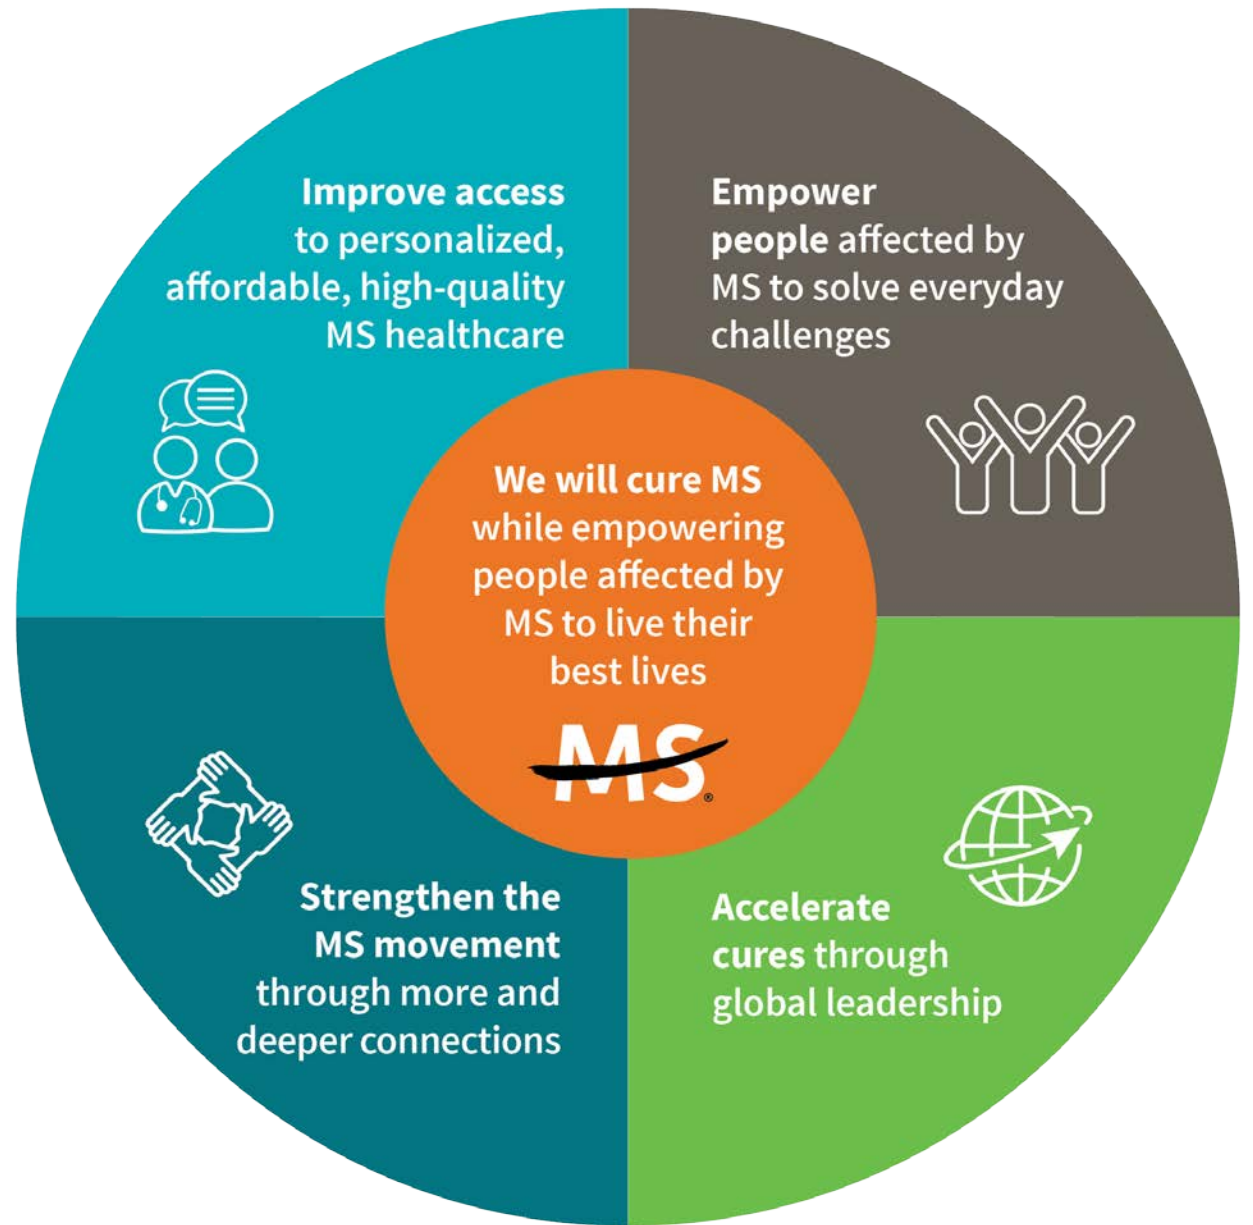 Improve access
to personalized,
affordable, high-quality
MS healthcare
Empower
people affected by
MS to solve everyday
challenges
We will cure MS
while empowering
people affected by
MS to live their
best lives
MS®
Strengthen the
MS movement
through more and
deeper connections
Accelerate
cures through
global leadership